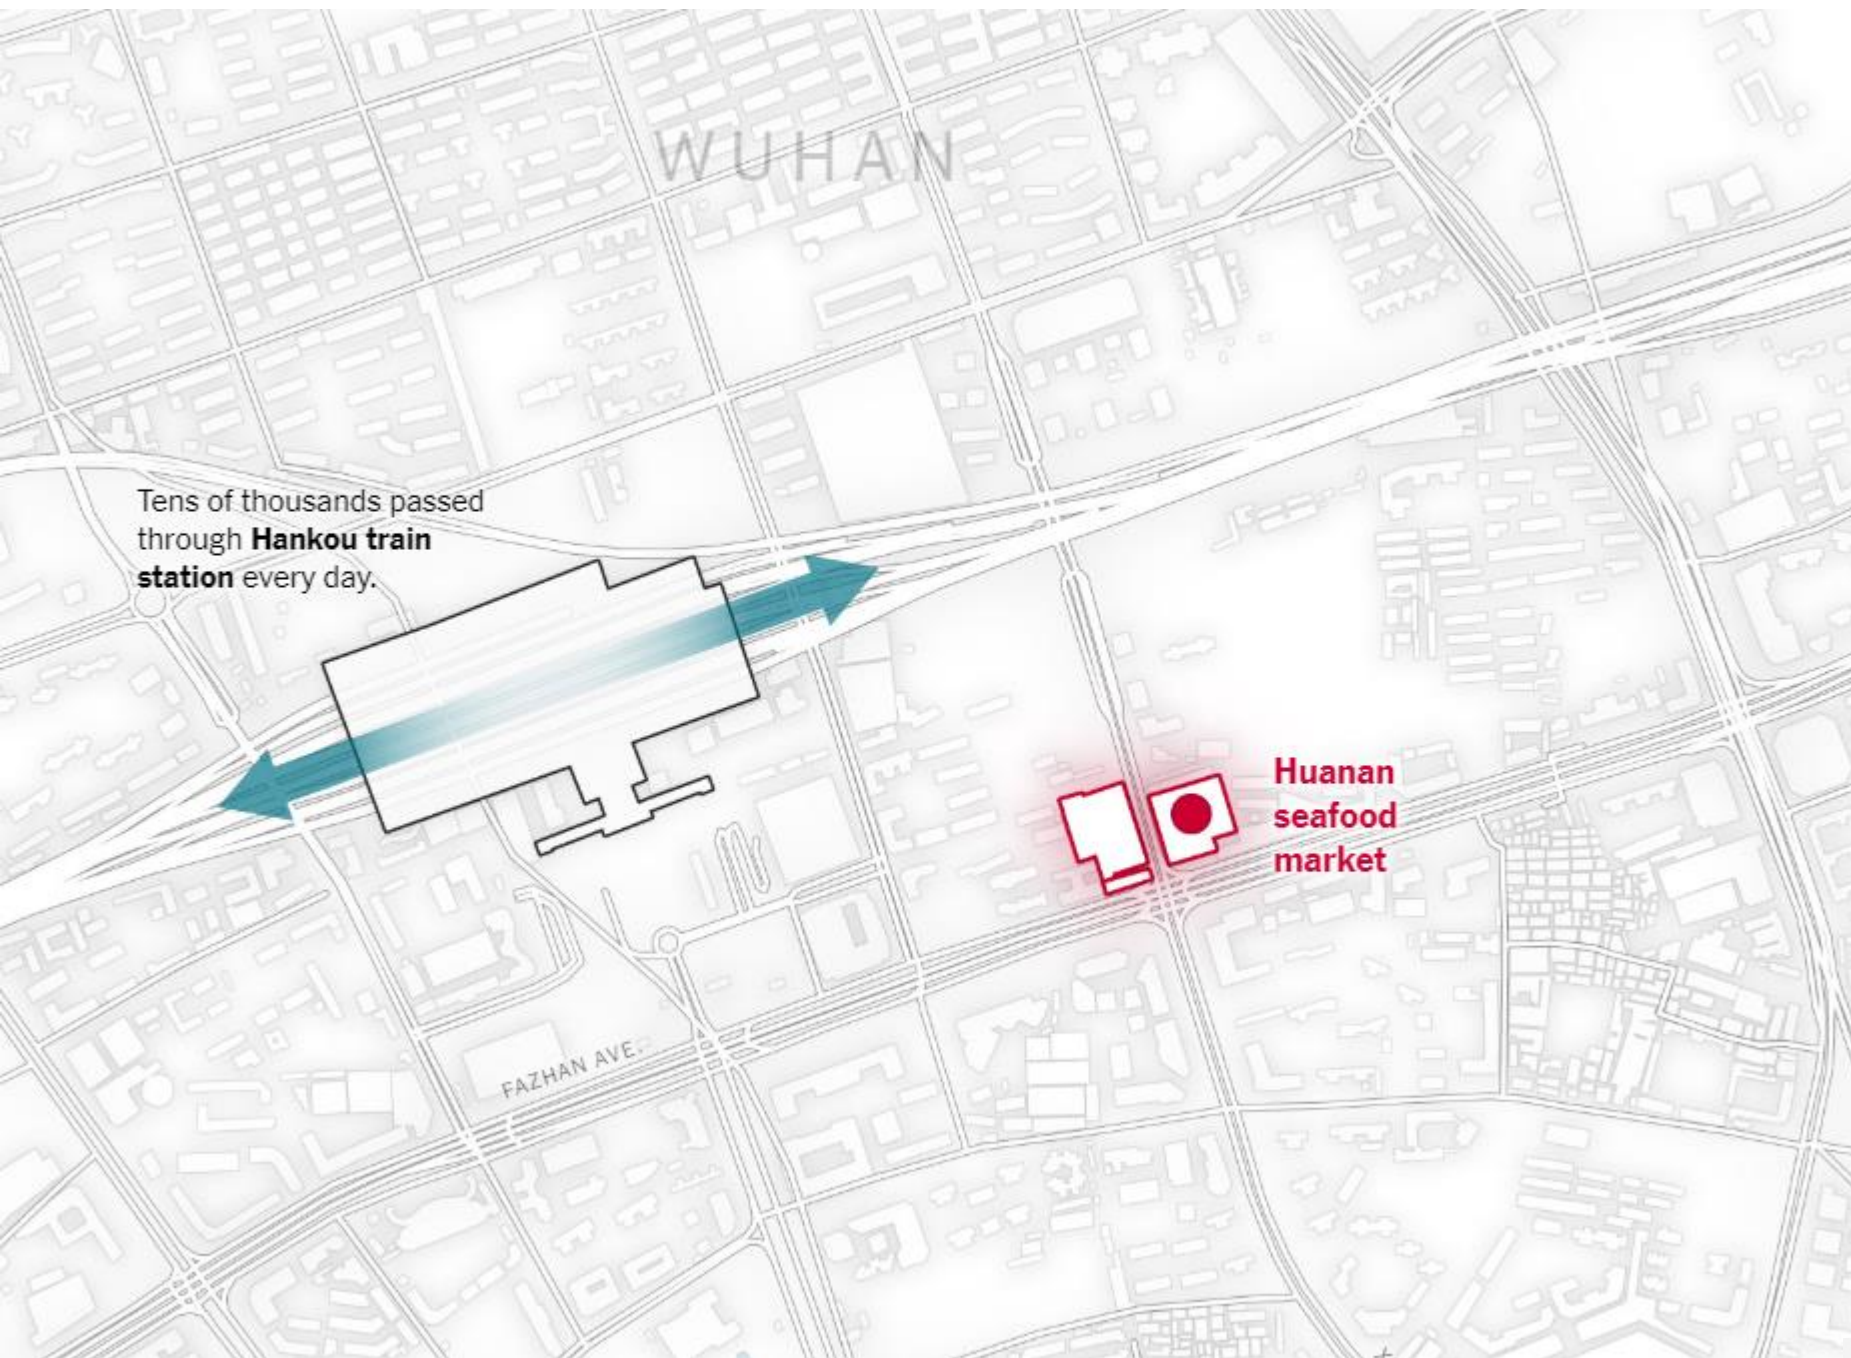 WUHAN
Tens of thousands passed
through Hankou train
station every day.
Huanan
seafood
market
FAZHAN AVE.